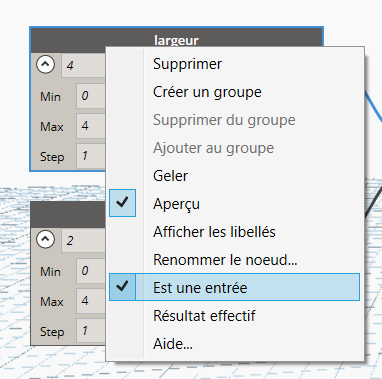 largeur
4
Min 0
Max 4
Step 1
2
Min 0
Max 4
Step 1
Supprimer
Créer un groupe
Supprimer du groupe
Ajouter au groupe
Geler
Aperçu
Afficher les libellés
Renommer le noeud...
Est une entrée
Résultat effectif
Aide...